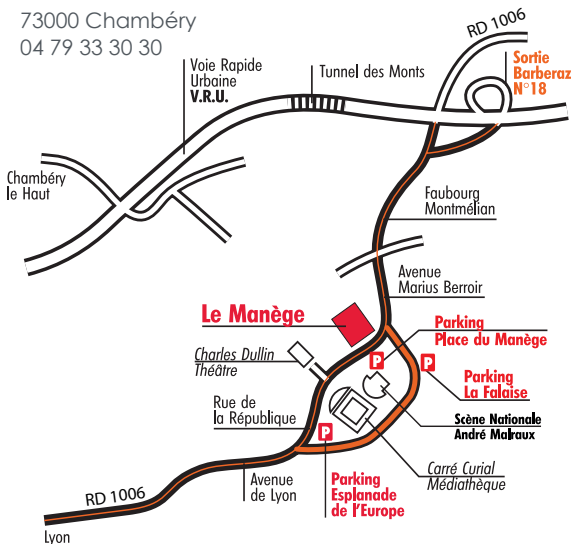 73000 Chambéry
04 79 33 30 30
RD 1006
Voie Rapide
Urbaine
V.R.U.
Tunnel des Monts
Sortie
Barberaz
N°18
Chambéry
le Haut
Faubourg
Montmélian
Avenue
Marius Berroir
Le Manège
Parking
Place du Manège
P
P
Charles Dullin
Théâtre
Parking
La Falaise
Rue de
la République
Scène Nationale
André Malraux
P
Carré Curial
Médiathèque
Avenue
de Lyon
Parking
Esplanade
de l'Europe
RD 1006
Lyon